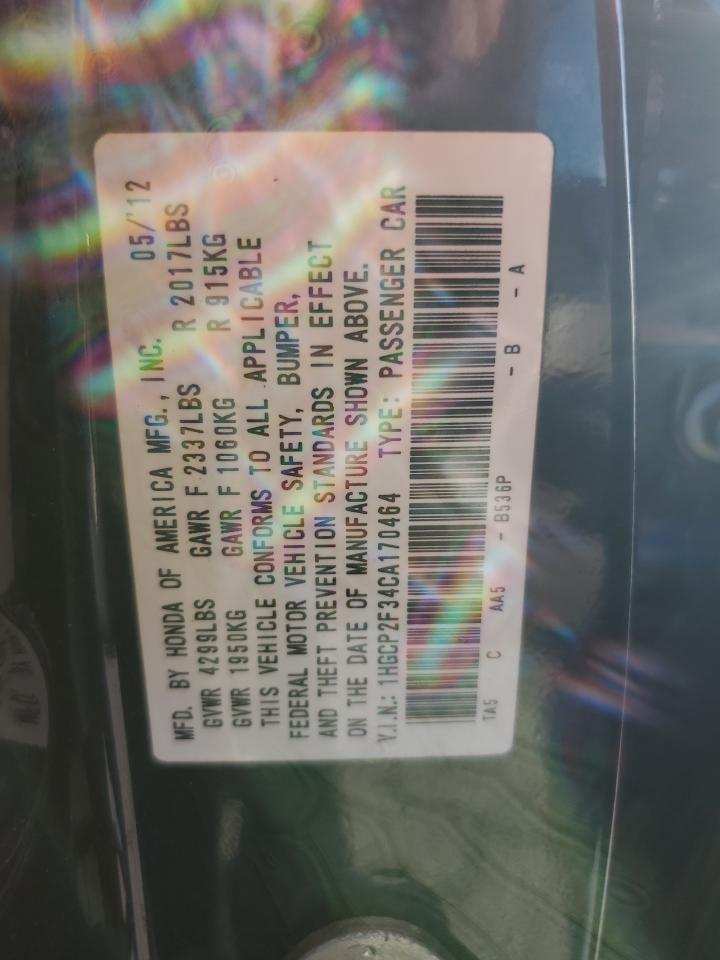 MFD. BY HONDA OF AMERICA MFG., INC. 05/'12
GVWR 4299LBS GAWR F 2337LBS R 2017LBS
GVWR 1950KG GAWR F 1060KG R 915KG
THIS VEHICLE CONFORMS TO ALL APPLICABLE
FEDERAL MOTOR VEHICLE SAFETY, BUMPER,
AND THEFT PREVENTION STANDARDS IN EFFECT
ON THE DATE OF MANUFACTURE SHOWN ABOVE.
V.I.N.: 1HGCP2F34CA170464 TYPE: PASSENGER CAR
TA5 C AA5 - B536P - B - A